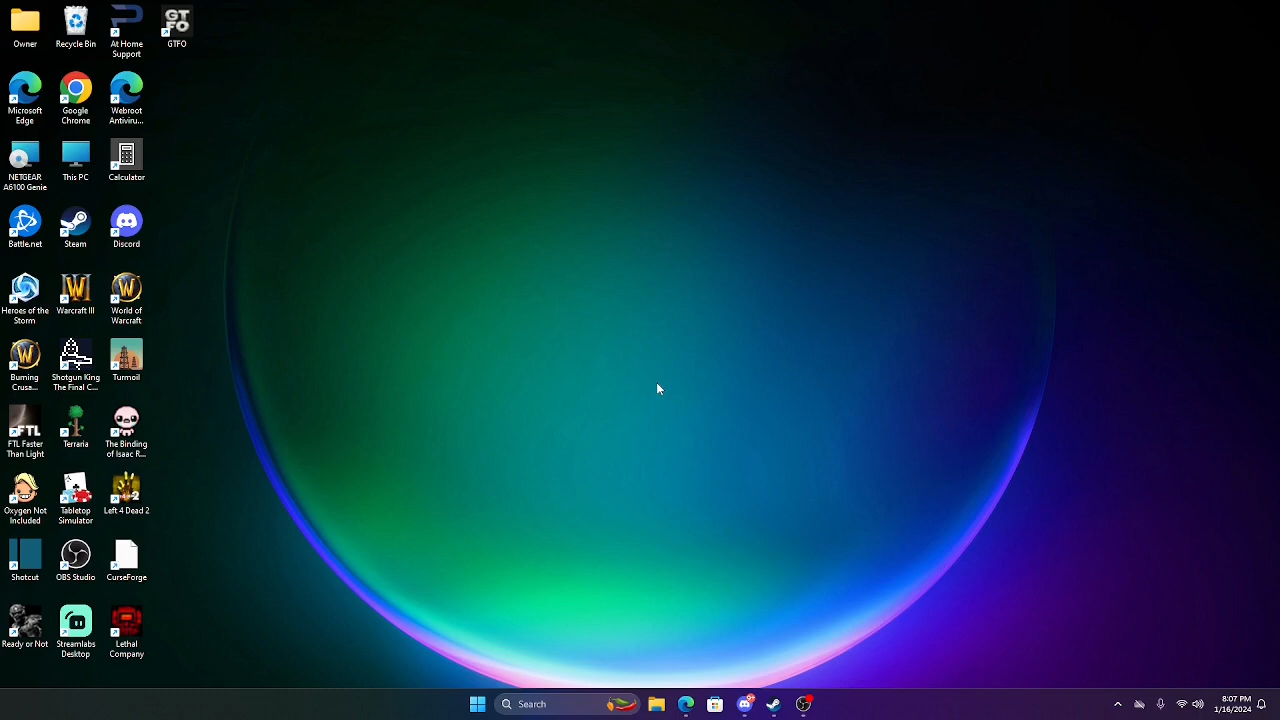 Owner
Recycle Bin
At Home
Support
GT
FO
GTFO
Microsoft
Edge
Google
Chrome
Webroot
Antiviru...
NETGEAR
A6100 Genie
This PC
Calculator
Battle.net
Steam
Discord
Heroes of the
Storm
Warcraft III
World of
Warcraft
Burning
Crusa...
Shotgun King
The Final C...
Turmoil
FTL
FTL Faster
Than Light
Terraria
The Binding
of Isaac R...
Oxygen Not
Included
Tabletop
Simulator
Left 4 Dead 2
Shotcut
OBS Studio
CurseForge
Ready or Not
Streamlabs
Desktop
Lethal
Company
Search
8:07 PM
1/16/2024